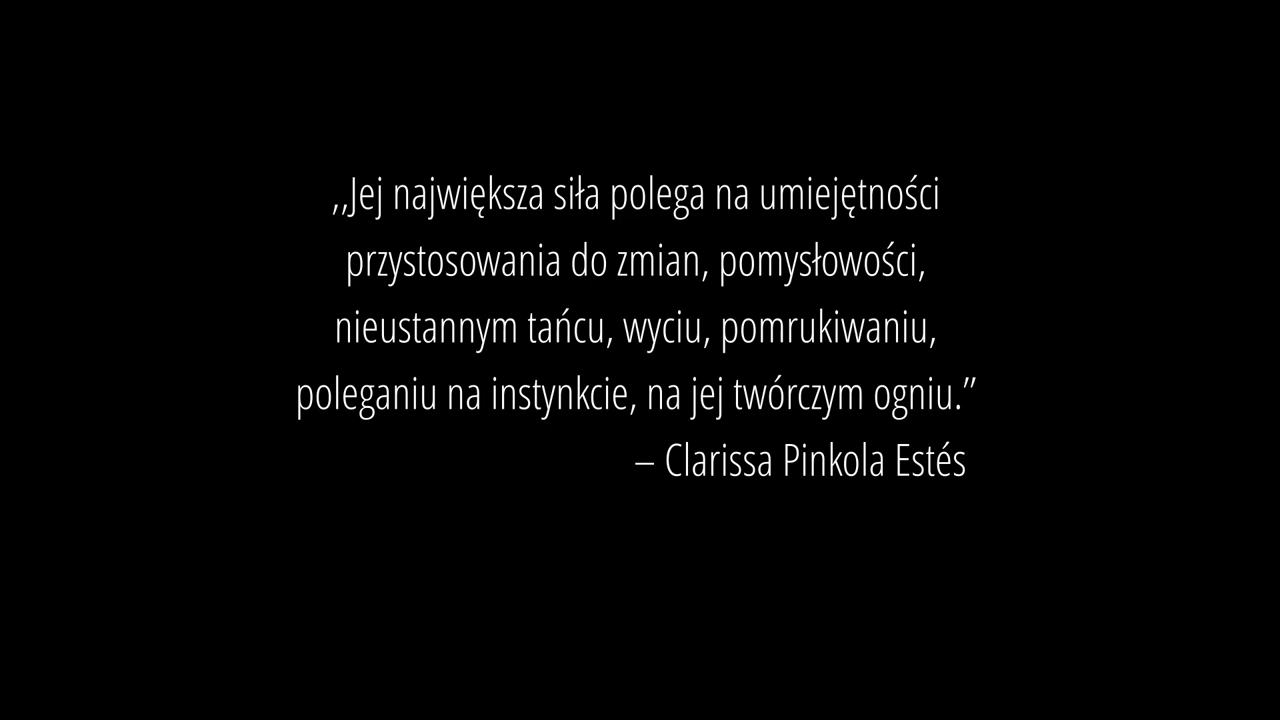 ,,Jej największa siła polega na umiejętności
przystosowania do zmian, pomysłowości,
nieustannym tańcu, wyciu, pomrukiwaniu,
poleganiu na instynkcie, na jej twórczym ogniu.”
– Clarissa Pinkola Estés